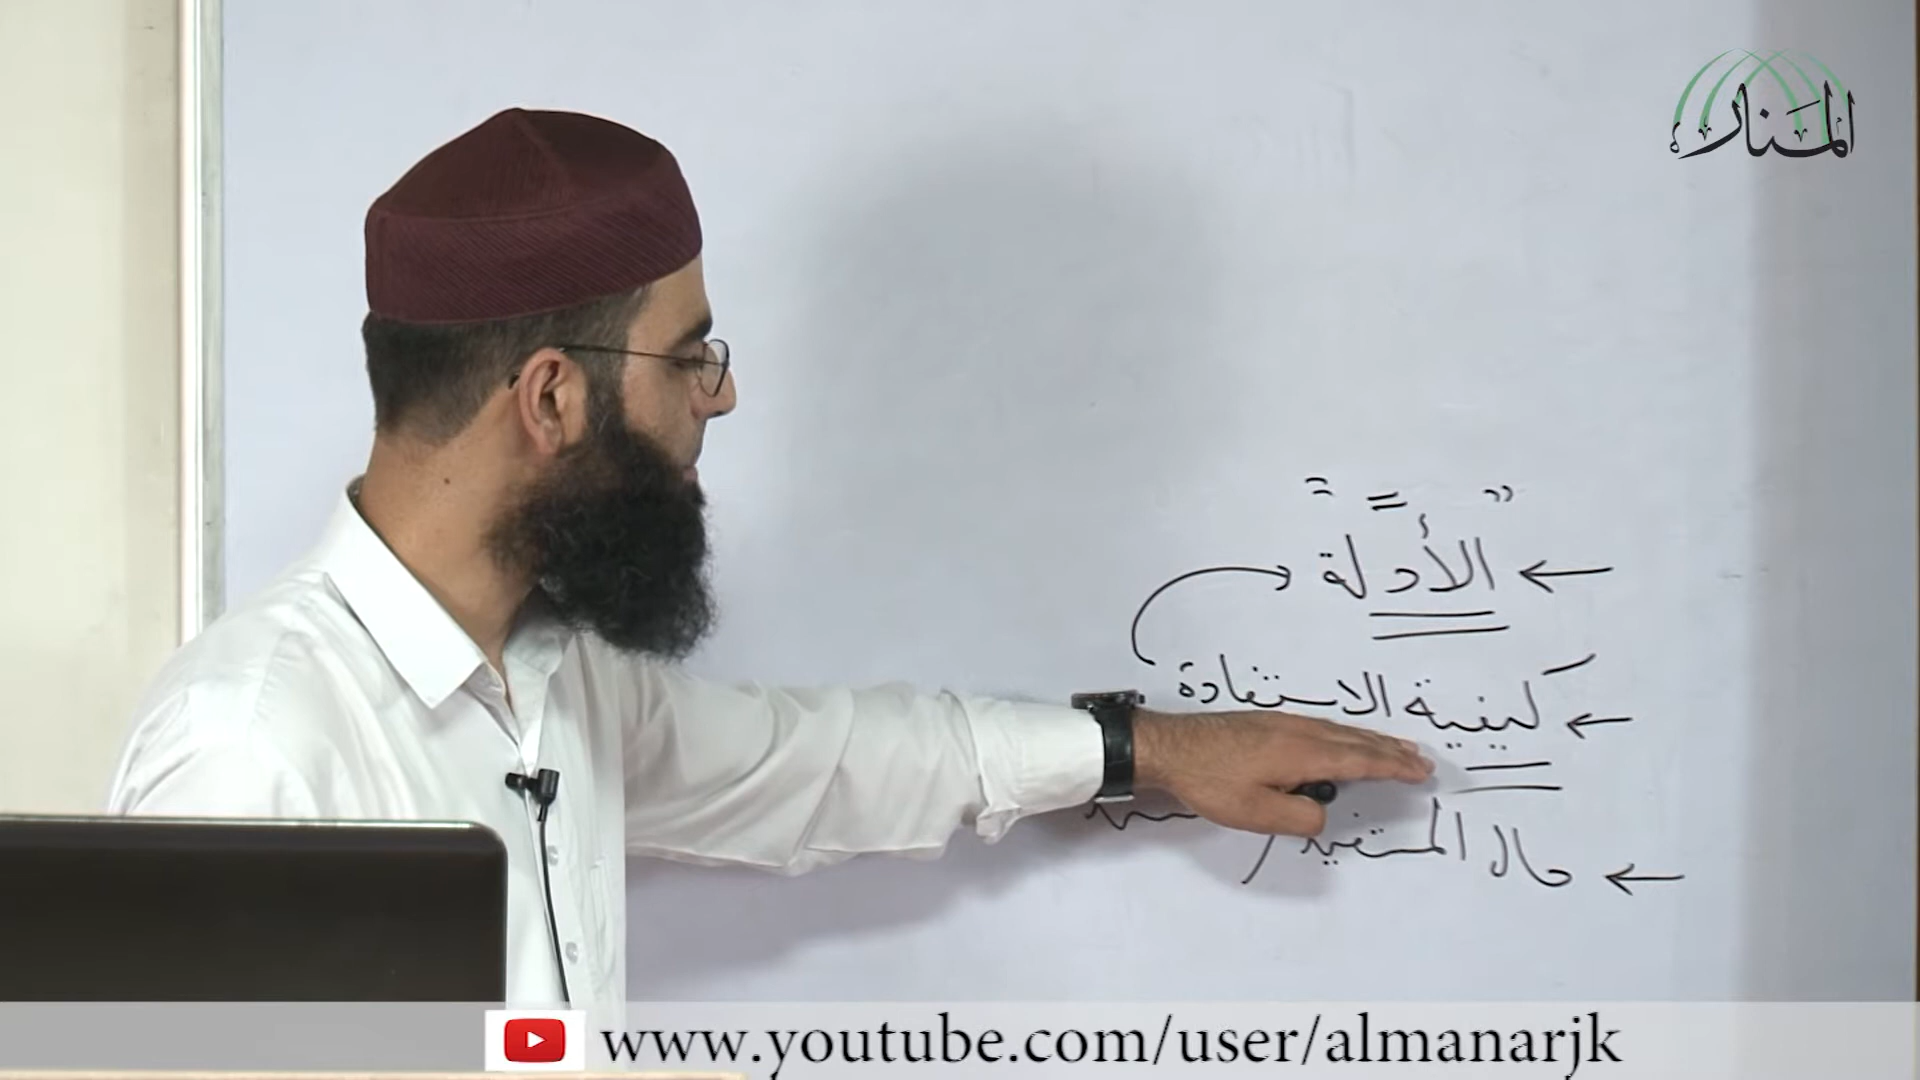 المنار
الأدلة
كيفية الاستفادة
حال المستفيد
www.youtube.com/user/almanarjk